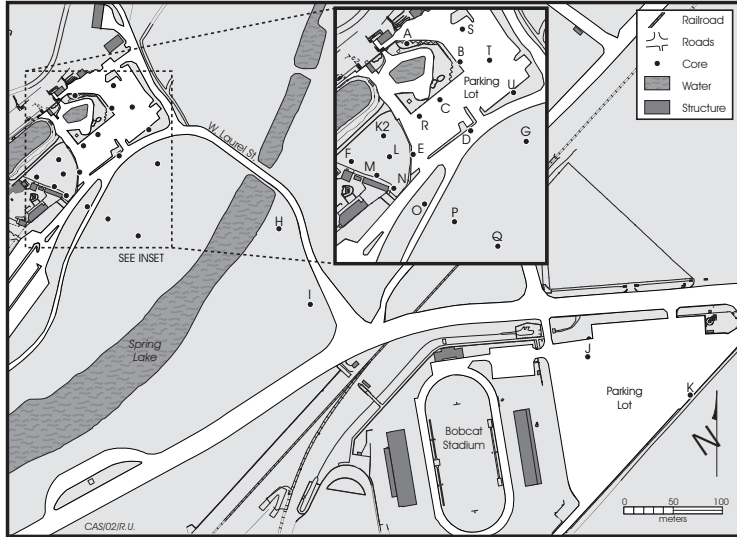 A
S
B
T
Parking
Lot
U
C
K2
R
D
G
F
L
E
M
N
O
P
Q
Railroad
Roads
Core
Water
Structure
W. Laurel St.
H
SEE INSET
I
Spring
Lake
J
Parking
Lot
K
Bobcat
Stadium
N
0 50 100
meters
CAS/02/R.U.